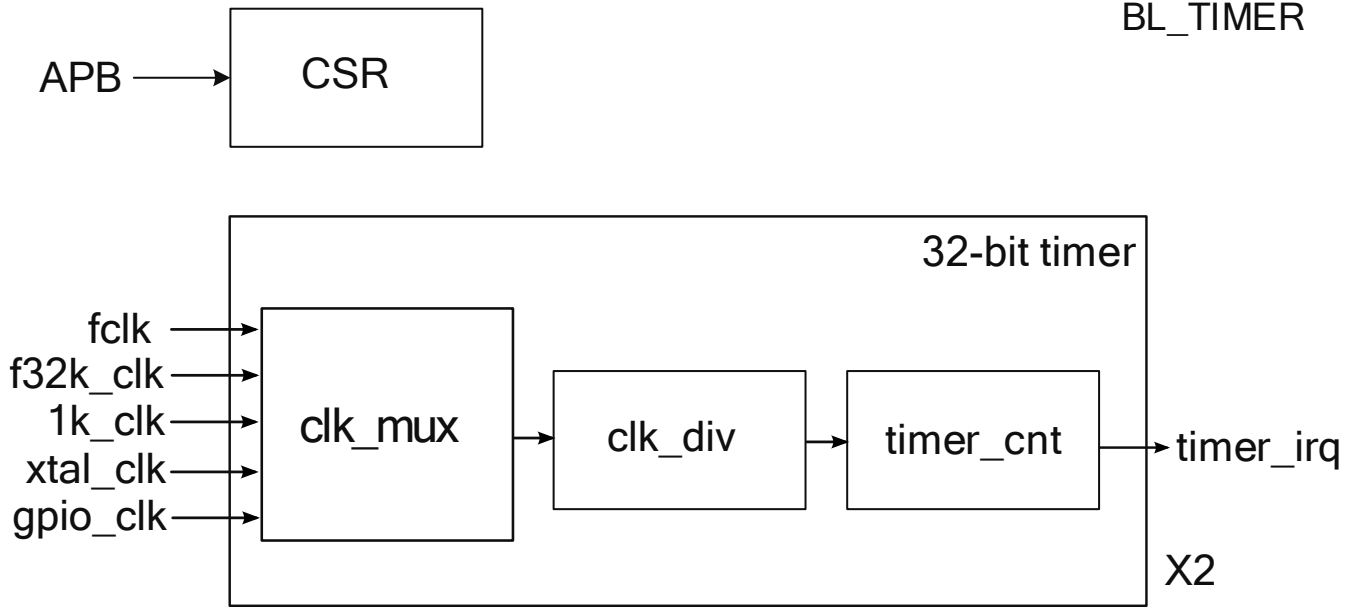 BL_TIMER
APB
CSR
32-bit timer
fclk
f32k_clk
1k_clk
xtal_clk
gpio_clk
clk_mux
clk_div
timer_cnt
timer_irq
X2